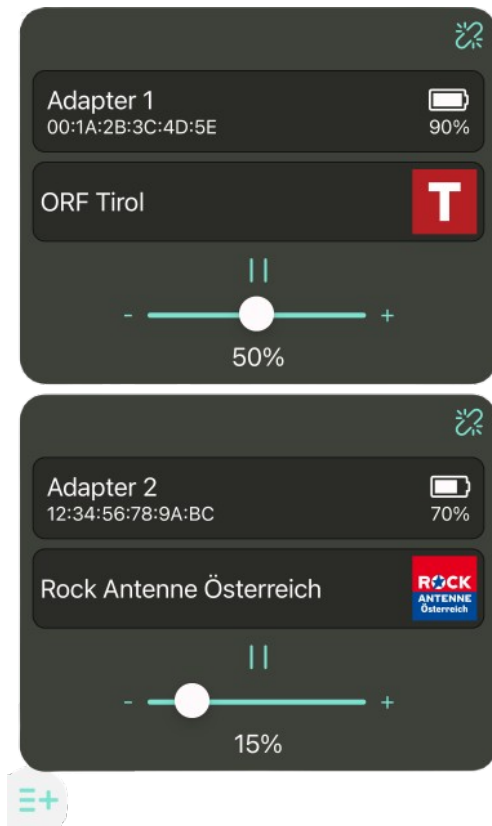 Adapter 1
00:1A:2B:3C:4D:5E
90%
ORF Tirol
T
- +
50%
Adapter 2
12:34:56:78:9A:BC
70%
Rock Antenne Österreich
ROCK
ANTENNE
Österreich
- +
15%